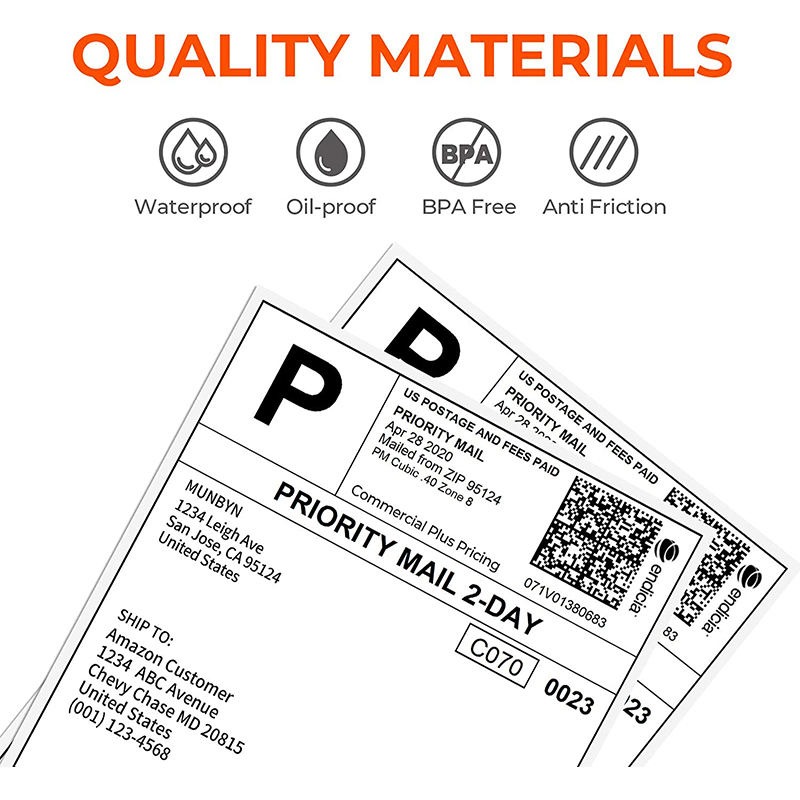 QUALITY MATERIALS
BPA
Waterproof
Oil-proof
BPA Free
Anti Friction
P
US POSTAGE AND FEES PAID
PRIORITY MAIL
Apr 28 2020
Mailed from ZIP 95124
PM Cubic .40 Zone 8
Commercial Plus Pricing
071V01380683
endicia
PRIORITY MAIL 2-DAY
MUNBYN
1234 Leigh Ave
San Jose, CA 95124
United States
C070
0023
SHIP TO:
Amazon Customer
1234 ABC Avenue
Chevy Chase MD 20815
United States
(001) 123-4568
P
US POSTAGE AND FEES PAID
PRIORITY MAIL
Apr 28
endicia
83
23